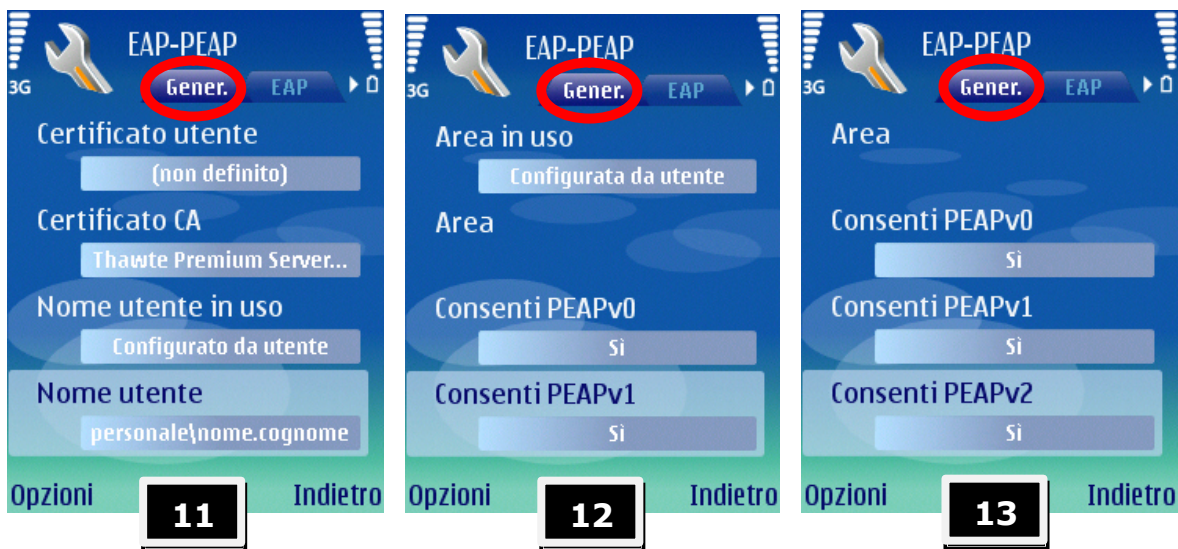 EAP-PEAP
3G
Gener. EAP
Certificato utente
(non definito)
Certificato CA
Thawte Premium Server...
Nome utente in uso
Configurato da utente
Nome utente
personale\nome.cognome
Opzioni Indietro
11
EAP-PEAP
3G
Gener. EAP
Area in uso
Configurata da utente
Area
Consenti PEAPv0
Sì
Consenti PEAPv1
Sì
Opzioni Indietro
12
EAP-PEAP
3G
Gener. EAP
Area
Consenti PEAPv0
Sì
Consenti PEAPv1
Sì
Consenti PEAPv2
Sì
Opzioni Indietro
13